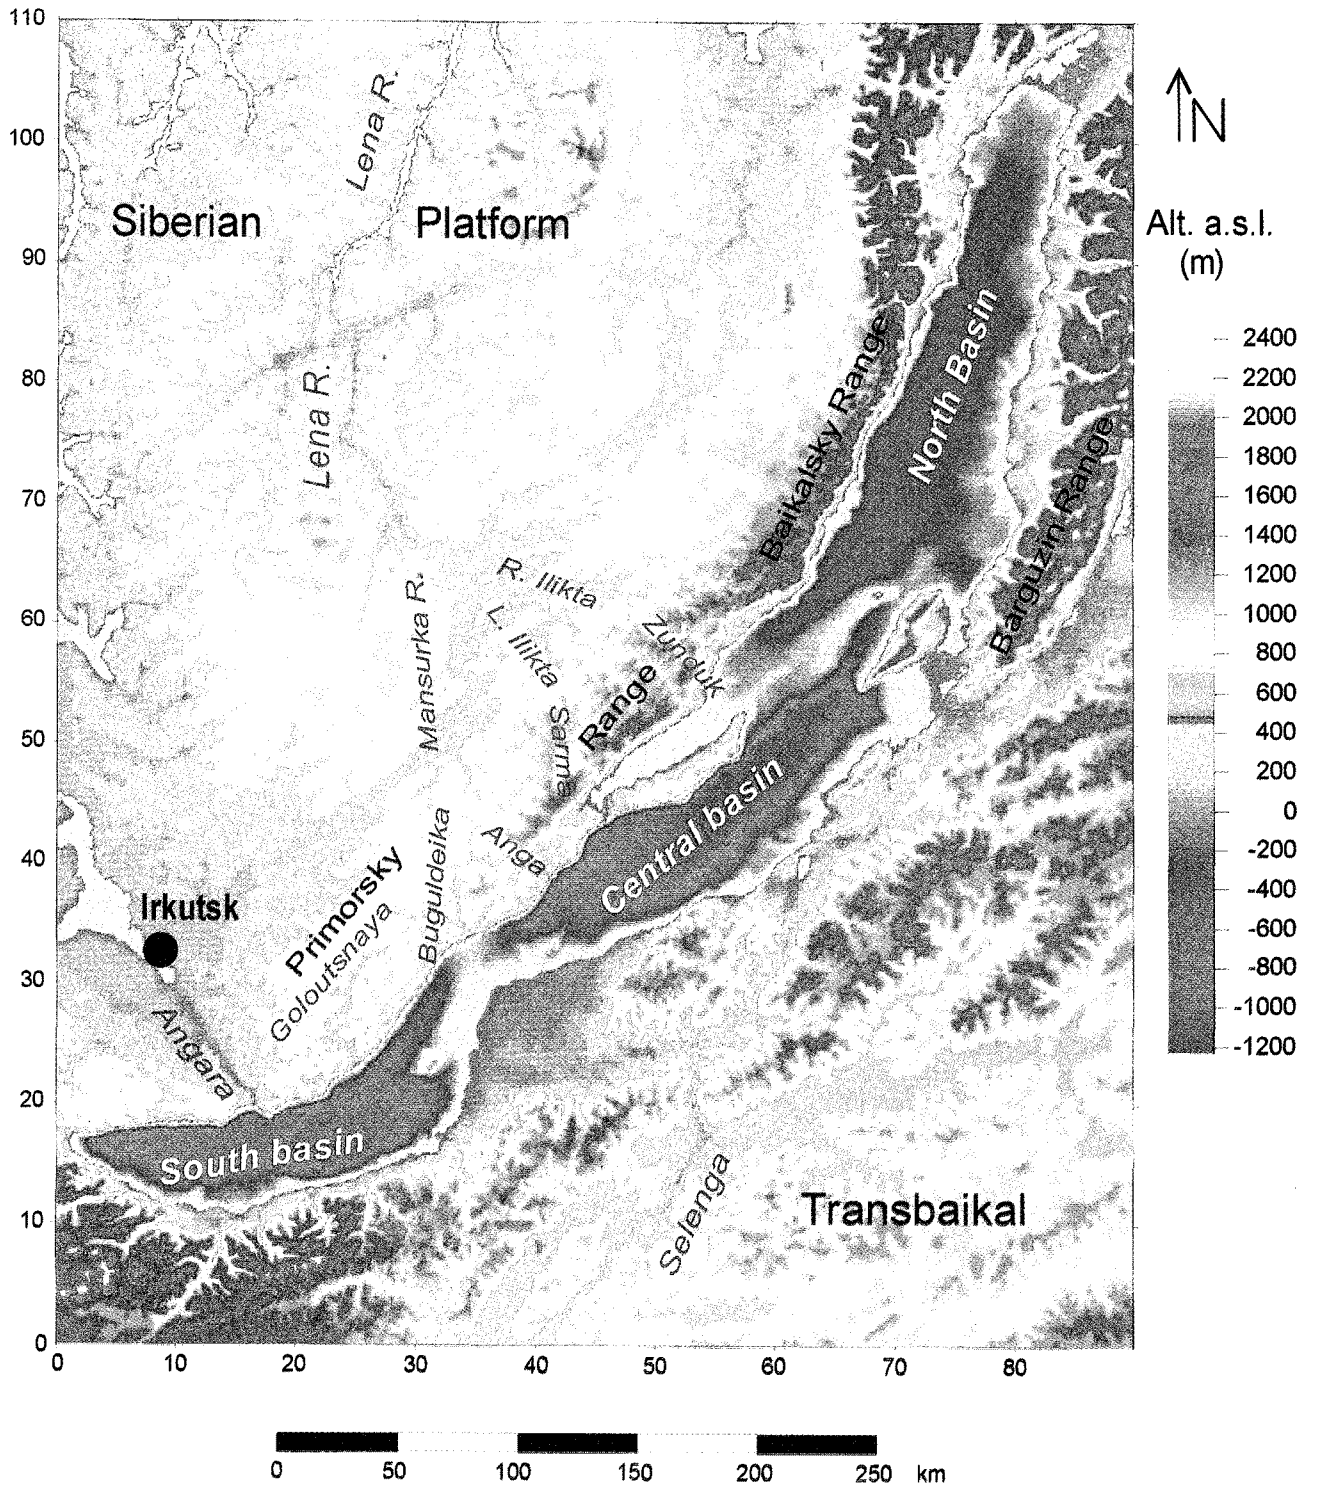 110
100
90
80
70
60
50
40
30
20
10
0
0
10
20
30
40
50
60
70
80
N
Alt. a.s.l.
(m)
2400
2200
2000
1800
1600
1400
1200
1000
800
600
400
200
0
-200
-400
-600
-800
-1000
-1200
Lena R.
Siberian
Platform
Lena R.
North Basin
Baikalsky Range
Barguzin Range
R. Ilikta
L. Ilikta
Mansurka R.
Zunduk
Range
Sarma
Central basin
Anga
Buguldeika
Primorsky
Goloutsnaya
Irkutsk
Angara
South basin
Selenga
Transbaikal
0
50
100
150
200
250
km